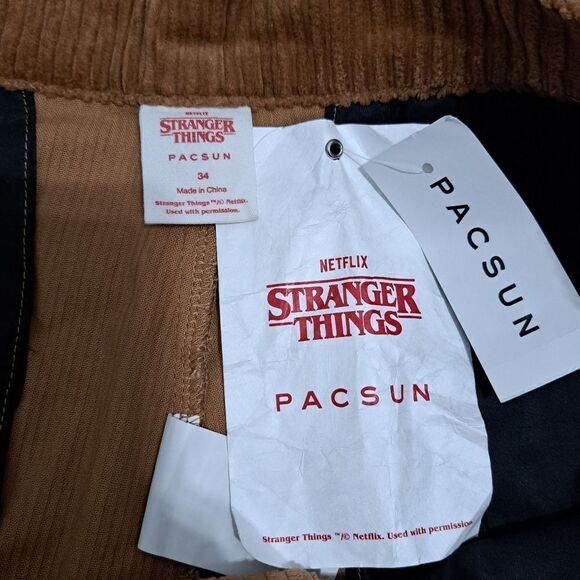 NETFLIX
STRANGER
THINGS
PACSUN
34
Made in China
Stranger Things ™/© Netflix.
Used with permission.
NETFLIX
STRANGER
THINGS
PACSUN
Stranger Things ™/© Netflix. Used with permission
PACSUN